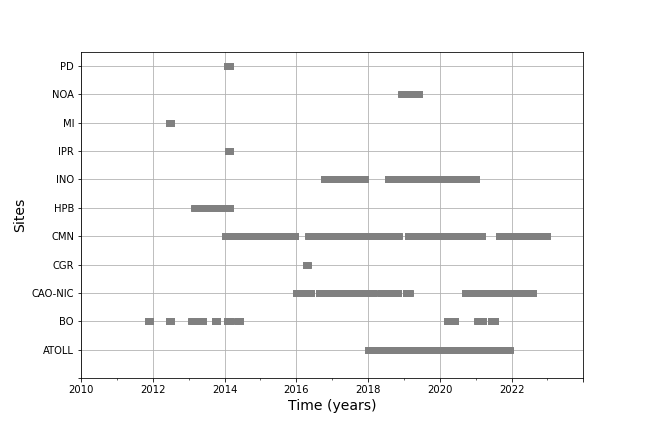 PD
NOA
MI
IPR
INO
HPB
CMN
CGR
CAO-NIC
BO
ATOLL
Sites
2010 2012 2014 2016 2018 2020 2022
Time (years)